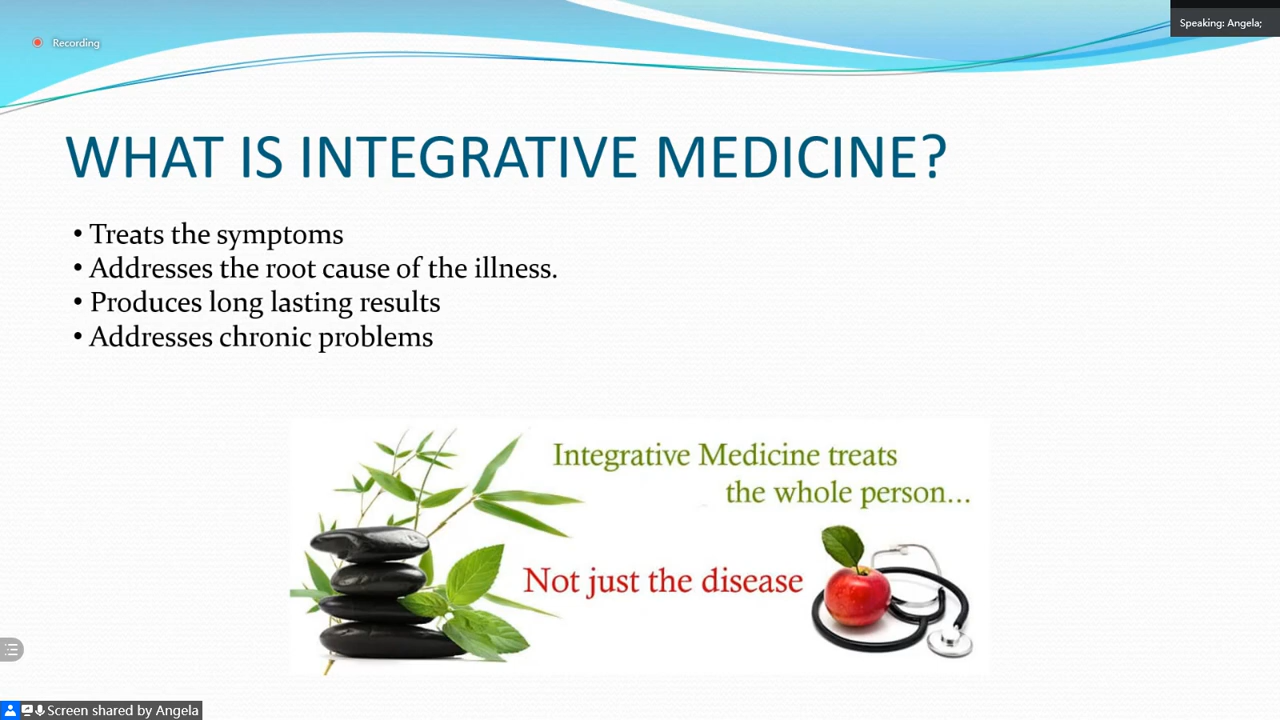 Speaking: Angela;
Recording
WHAT IS INTEGRATIVE MEDICINE?
• Treats the symptoms
• Addresses the root cause of the illness.
• Produces long lasting results
• Addresses chronic problems
Integrative Medicine treats
the whole person...
Not just the disease
Screen shared by Angela